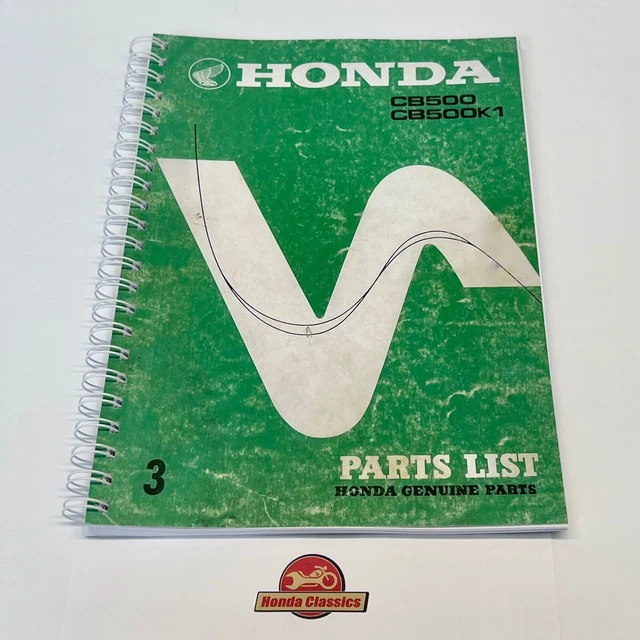 HONDA
CB500
CB500K1
3
PARTS LIST
HONDA GENUINE PARTS
Honda Classics